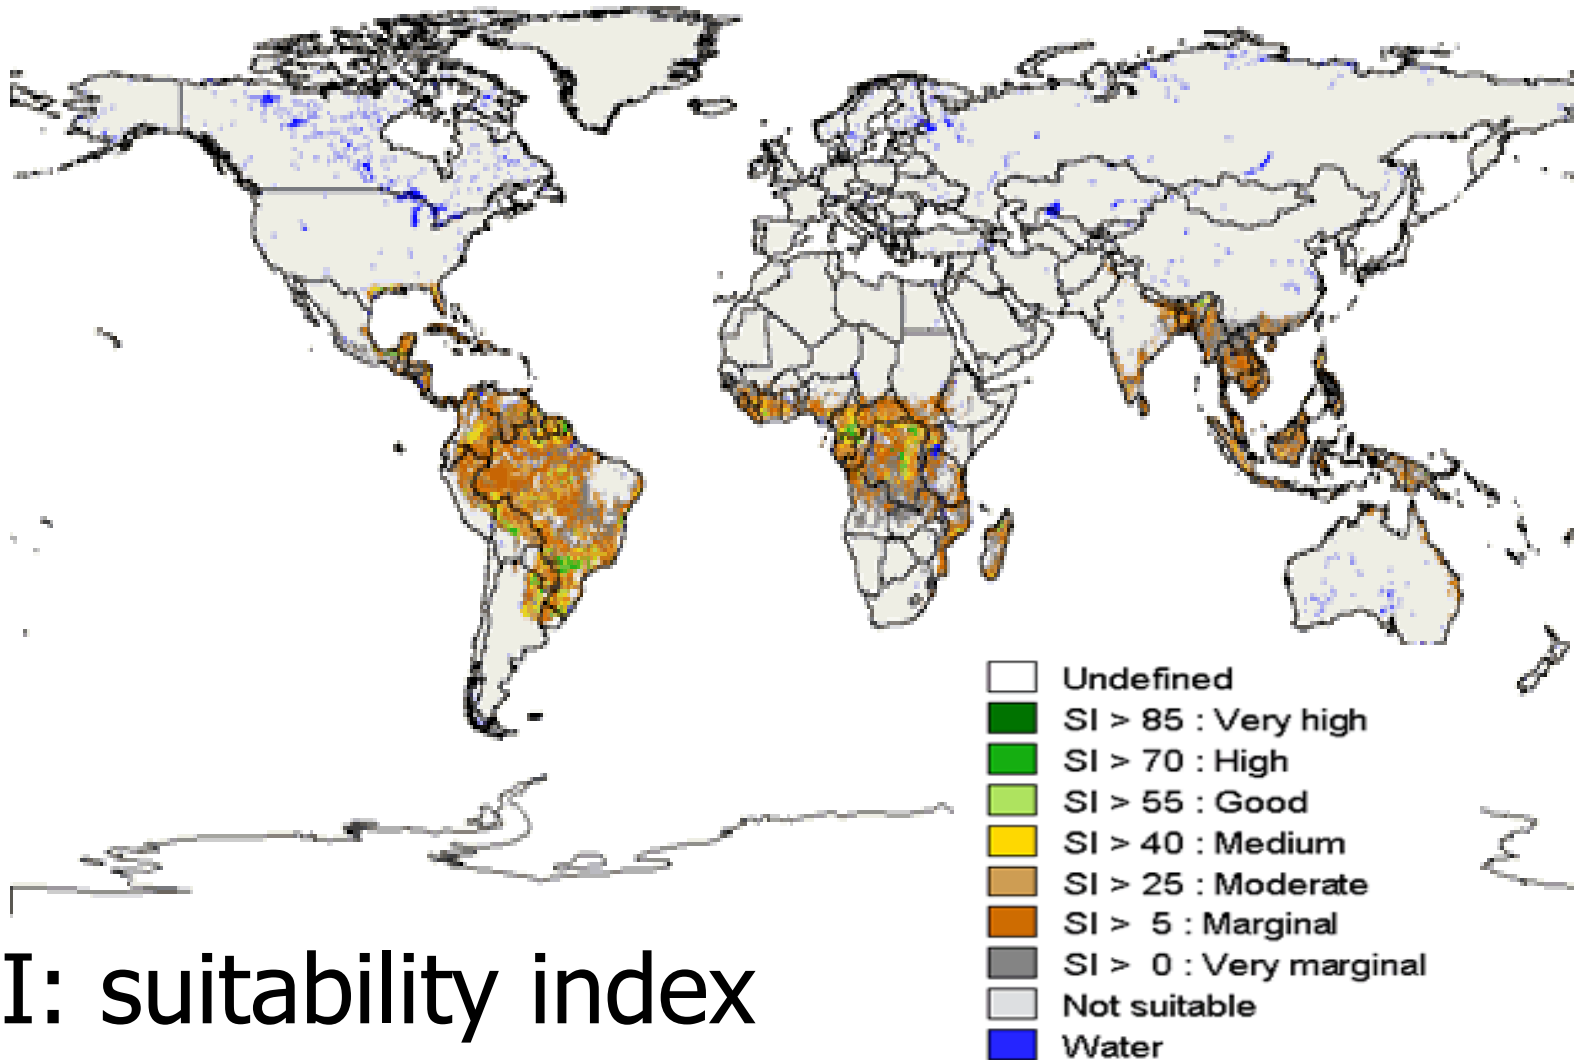 Undefined
SI > 85 : Very high
SI > 70 : High
SI > 55 : Good
SI > 40 : Medium
SI > 25 : Moderate
SI > 5 : Marginal
SI > 0 : Very marginal
Not suitable
Water
I: suitability index